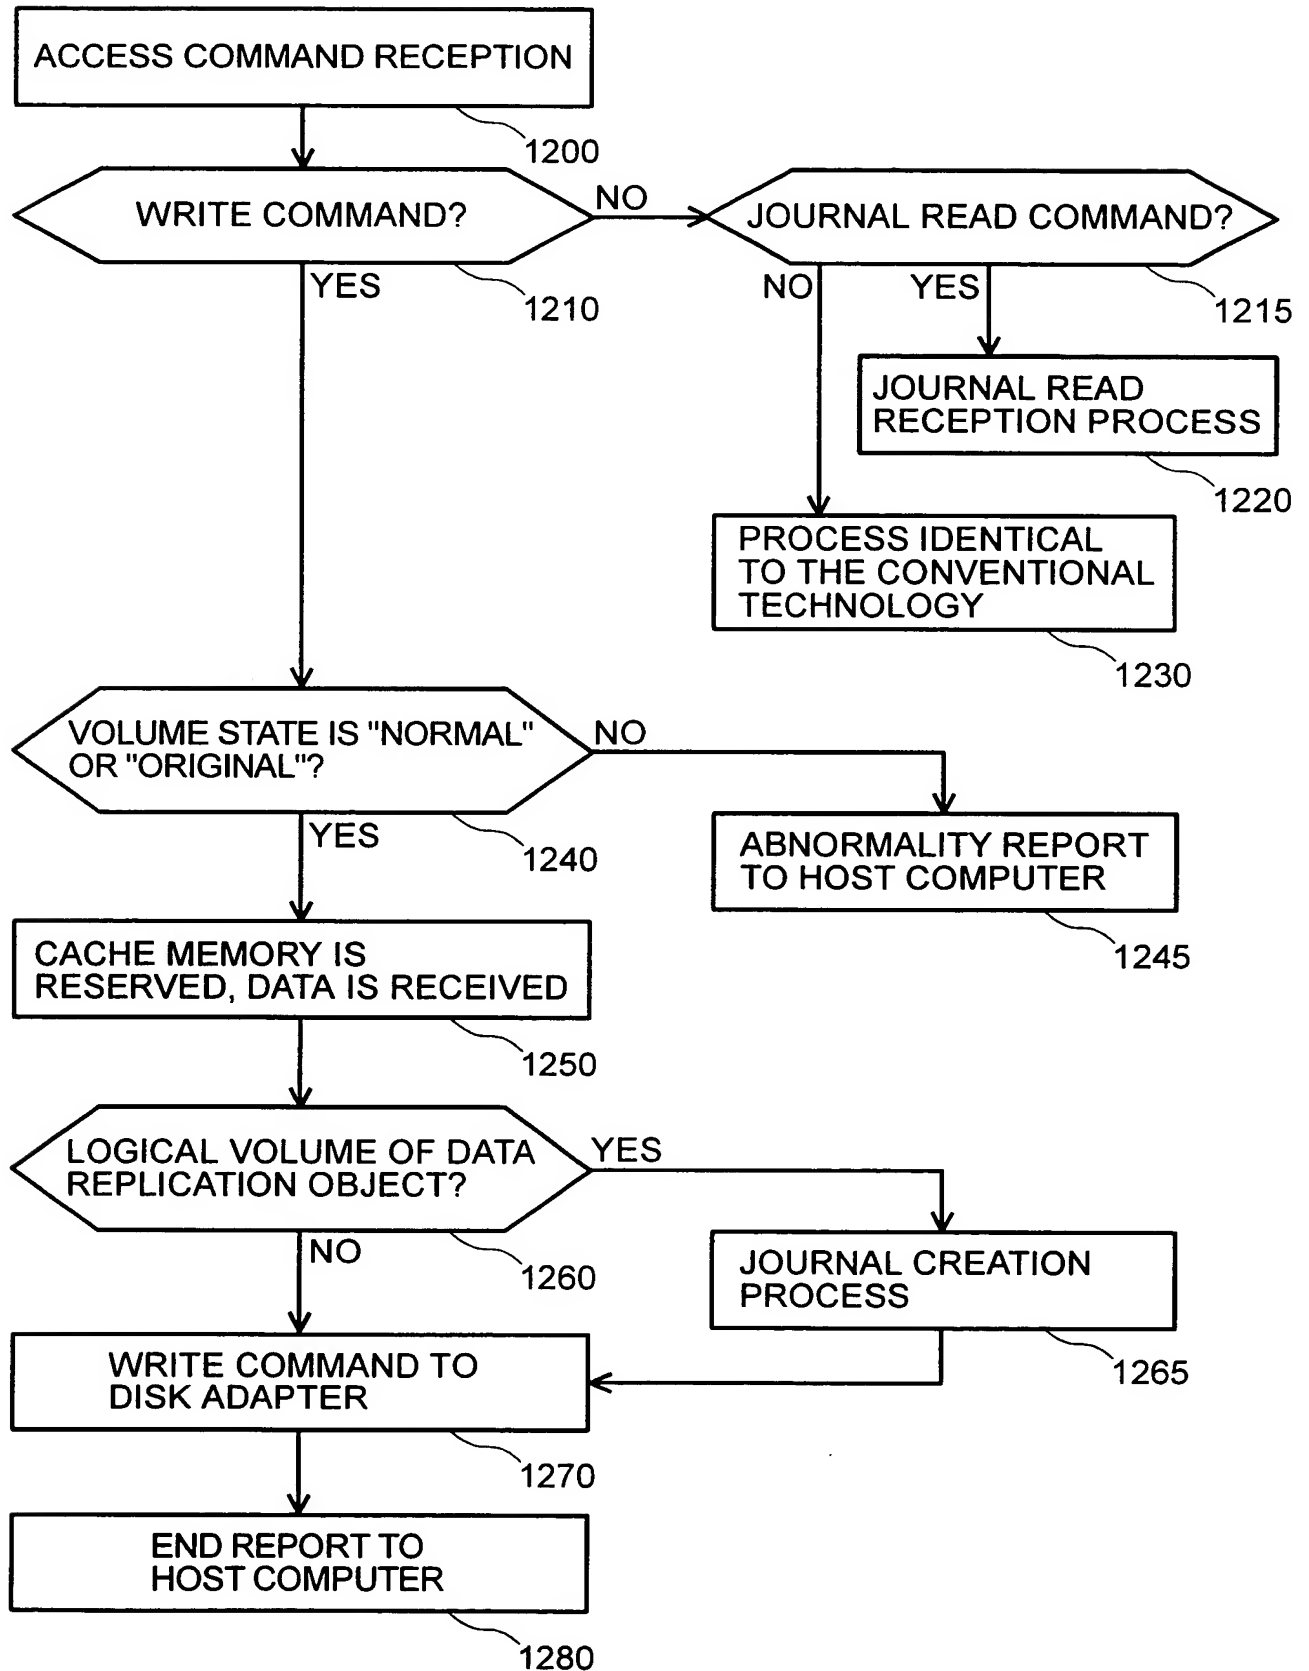 ACCESS COMMAND RECEPTION
1200
WRITE COMMAND?
NO
JOURNAL READ COMMAND?
YES
1210
NO
YES
1215
JOURNAL READ
RECEPTION PROCESS
1220
PROCESS IDENTICAL
TO THE CONVENTIONAL
TECHNOLOGY
1230
VOLUME STATE IS "NORMAL"
OR "ORIGINAL"?
NO
YES
1240
ABNORMALITY REPORT
TO HOST COMPUTER
1245
CACHE MEMORY IS
RESERVED, DATA IS RECEIVED
1250
LOGICAL VOLUME OF DATA
REPLICATION OBJECT?
YES
NO
1260
JOURNAL CREATION
PROCESS
1265
WRITE COMMAND TO
DISK ADAPTER
1270
END REPORT TO
HOST COMPUTER
1280